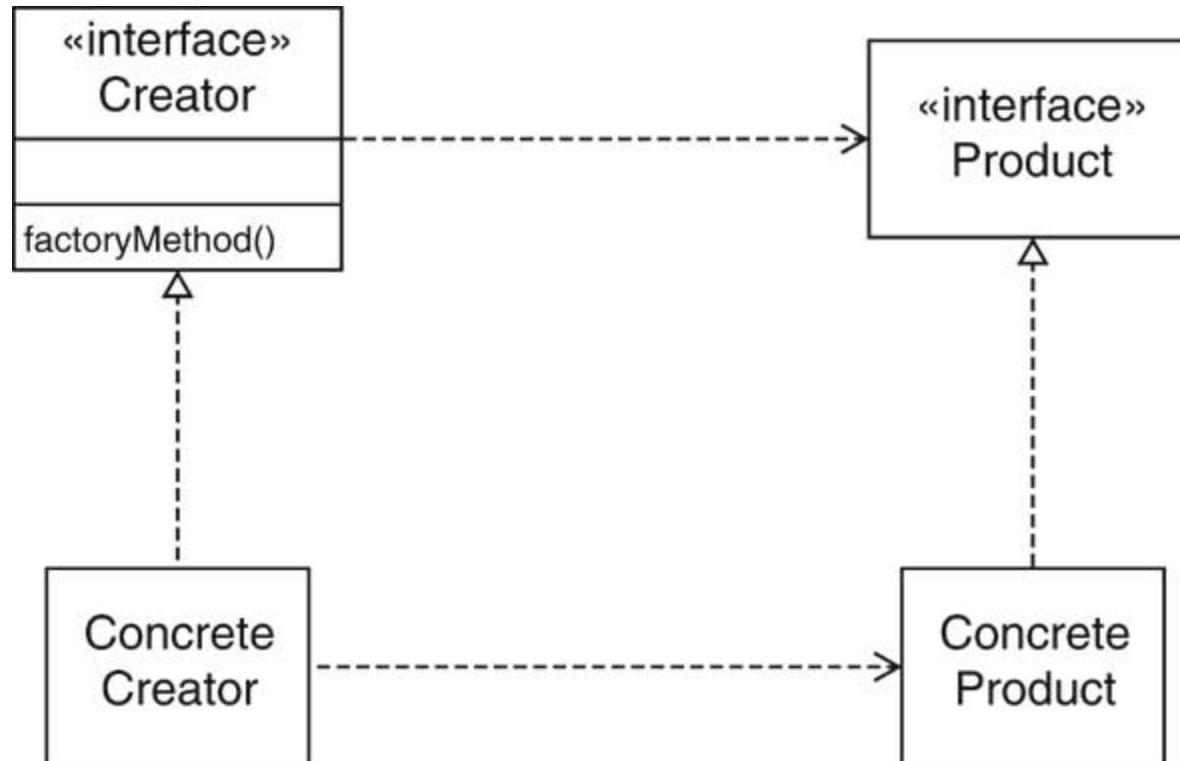 «interface»
Creator
factoryMethod()
«interface»
Product
Concrete
Creator
Concrete
Product